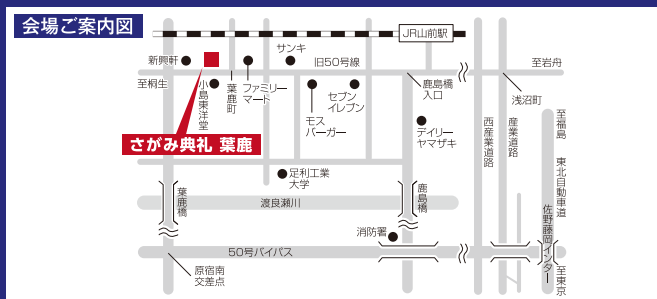 会場ご案内図
JR山前駅
サンキ
新興軒
旧50号線
至岩舟
至桐生
小島東洋堂
葉鹿町
ファミリー
マート
モス
バーガー
セブン
イレブン
鹿島橋
入口
浅沼町
デイリー
ヤマザキ
西産業道路
産業道路
至福島
東北自動車道
さがみ典礼 葉鹿
足利工業
大学
葉鹿橋
渡良瀬川
鹿島橋
消防署
50号バイパス
佐野藤岡インター
原宿南
交差点
至東京